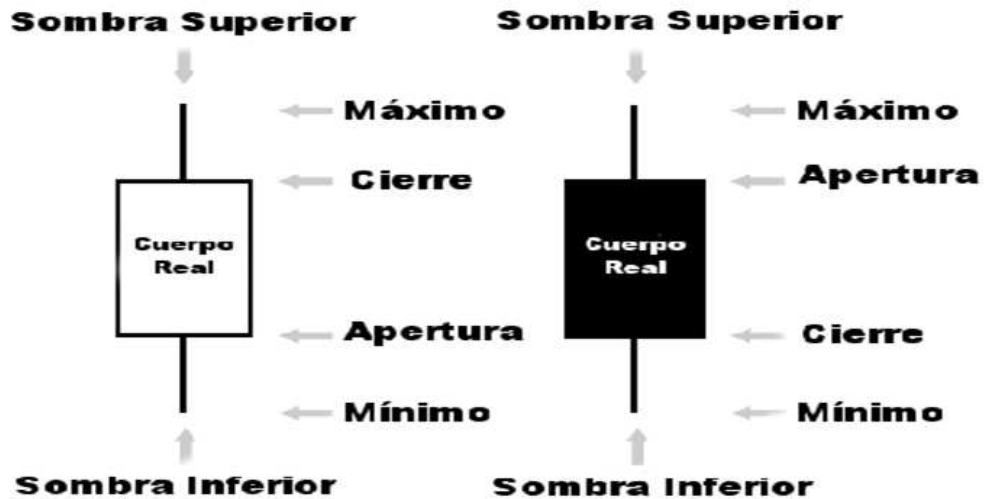 Sombra Superior
Máximo
Cierre
Cuerpo
Real
Apertura
Mínimo
Sombra Inferior
Sombra Superior
Máximo
Apertura
Cuerpo
Real
Cierre
Mínimo
Sombra Inferior